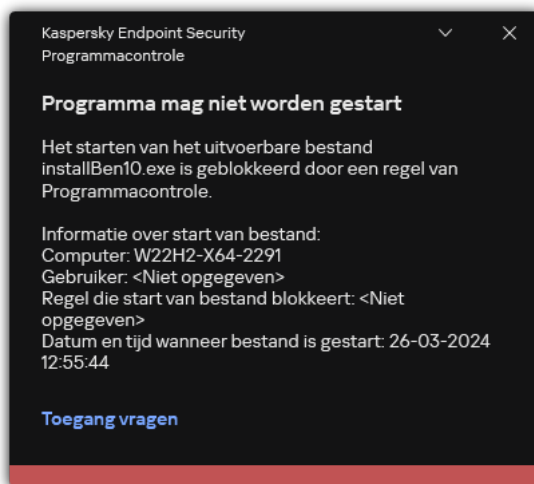 Kaspersky Endpoint Security
Programmacontrole
Programma mag niet worden gestart
Het starten van het uitvoerbare bestand
installBen10.exe is geblokkeerd door een regel van
Programmacontrole.
Informatie over start van bestand:
Computer: W22H2-X64-2291
Gebruiker: <Niet opgegeven>
Regel die start van bestand blokkeert: <Niet
opgegeven>
Datum en tijd wanneer bestand is gestart: 26-03-2024
12:55:44
Toegang vragen